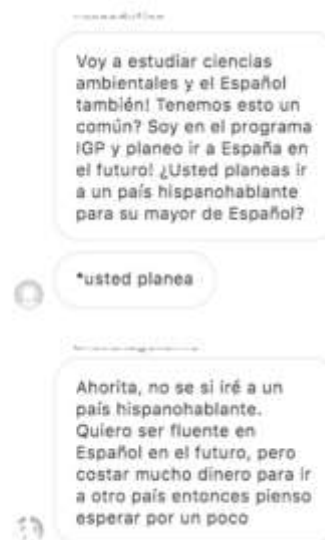 Voy a estudiar ciencias
ambientales y el Español
también! Tenemos esto un
común? Soy en el programa
IGP y planeo ir a España en
el futuro! ¿Usted planeas ir
a un país hispanohablante
para su mayor de Español?
*usted planea
Ahorita, no se si iré a un
país hispanohablante.
Quiero ser fluente en
Español en el futuro, pero
costar mucho dinero para ir
a otro país entonces pienso
esperar por un poco